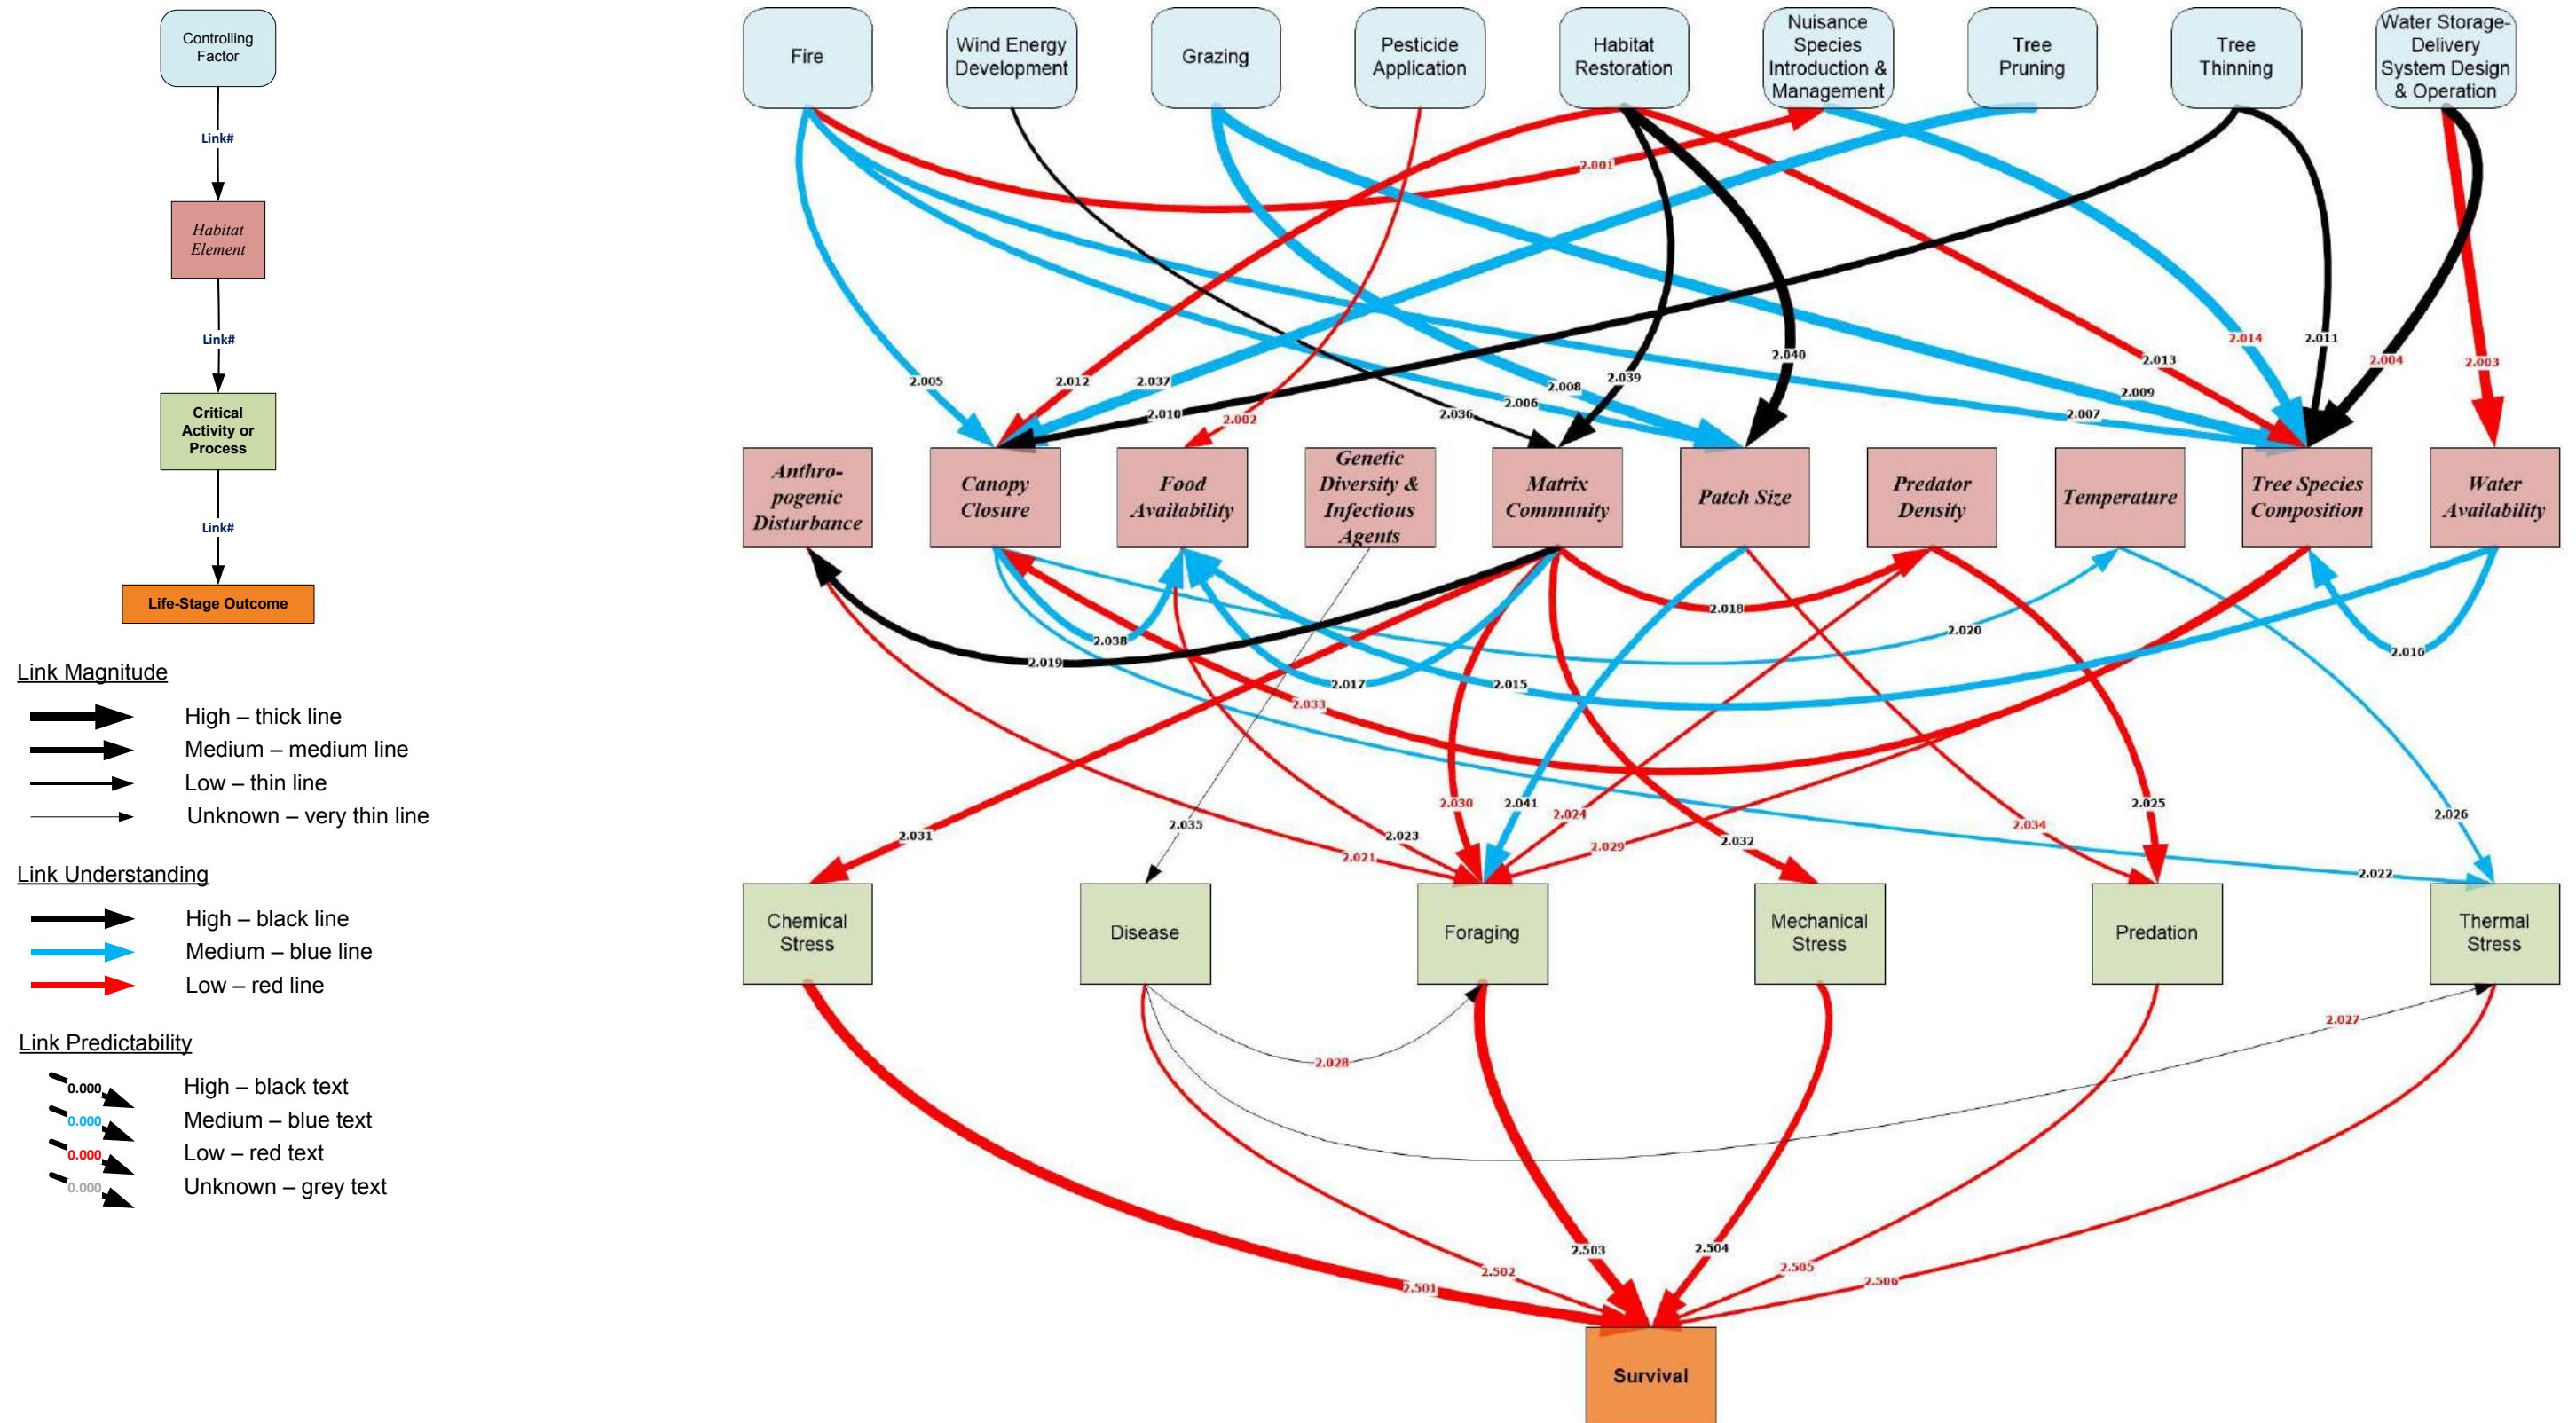 Controlling
Factor
Link#
Habitat
Element
Link#
Critical
Activity or
Process
Link#
Life-Stage Outcome
Link Magnitude
High – thick line
Medium – medium line
Low – thin line
Unknown – very thin line
Link Understanding
High – black line
Medium – blue line
Low – red line
Link Predictability
0.000 High – black text
0.000 Medium – blue text
0.000 Low – red text
0.000 Unknown – grey text
Fire
Wind Energy
Development
Grazing
Pesticide
Application
Habitat
Restoration
Nuisance
Species
Introduction &
Management
Tree
Pruning
Tree
Thinning
Water Storage-
Delivery
System Design
& Operation
2.001
2.014
2.011
2.004
2.003
2.040
2.013
2.005
2.012
2.037
2.008
2.039
2.009
2.006
2.010
2.002
2.036
2.007
Anthro-
pogenic
Disturbance
Canopy
Closure
Food
Availability
Genetic
Diversity &
Infectious
Agents
Matrix
Community
Patch Size
Predator
Density
Temperature
Tree Species
Composition
Water
Availability
2.018
2.020
2.038
2.016
2.019
2.017
2.015
2.033
2.030
2.041
2.024
2.025
2.026
2.035
2.034
2.031
2.023
2.032
2.029
2.021
2.022
Chemical
Stress
Disease
Foraging
Mechanical
Stress
Predation
Thermal
Stress
2.027
2.028
2.503
2.504
2.502
2.505
2.506
2.501
Survival